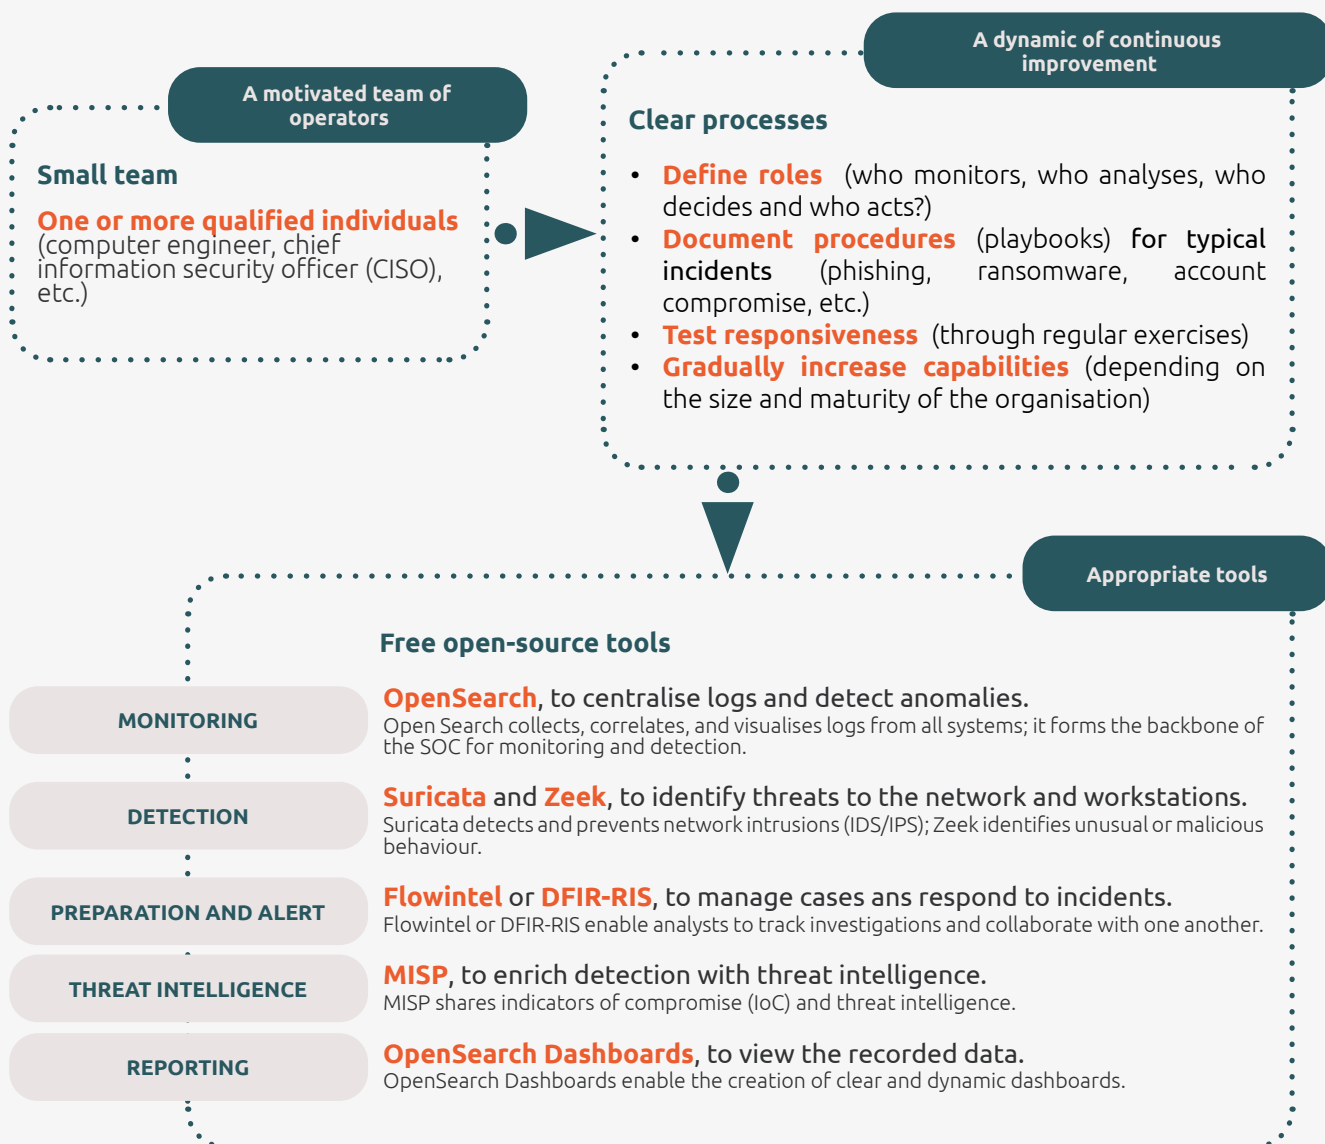 A motivated team of
operators
Small team
One or more qualified individuals
(computer engineer, chief
information security officer (CISO),
etc.)
A dynamic of continuous
improvement
Clear processes
• Define roles (who monitors, who analyses, who
decides and who acts?)
• Document procedures (playbooks) for typical
incidents (phishing, ransomware, account
compromise, etc.)
• Test responsiveness (through regular exercises)
• Gradually increase capabilities (depending on
the size and maturity of the organisation)
Appropriate tools
Free open-source tools
MONITORING
OpenSearch, to centralise logs and detect anomalies.
Open Search collects, correlates, and visualises logs from all systems; it forms the backbone of
the SOC for monitoring and detection.
DETECTION
Suricata and Zeek, to identify threats to the network and workstations.
Suricata detects and prevents network intrusions (IDS/IPS); Zeek identifies unusual or malicious
behaviour.
PREPARATION AND ALERT
Flowintel or DFIR-RIS, to manage cases ans respond to incidents.
Flowintel or DFIR-RIS enable analysts to track investigations and collaborate with one another.
THREAT INTELLIGENCE
MISP, to enrich detection with threat intelligence.
MISP shares indicators of compromise (IoC) and threat intelligence.
REPORTING
OpenSearch Dashboards, to view the recorded data.
OpenSearch Dashboards enable the creation of clear and dynamic dashboards.